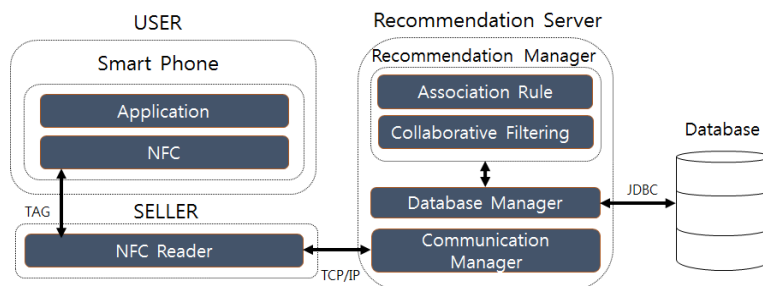 USER
Smart Phone
Application
NFC
TAG
SELLER
NFC Reader
TCP/IP
Recommendation Server
Recommendation Manager
Association Rule
Collaborative Filtering
Database Manager
Communication
Manager
JDBC
Database